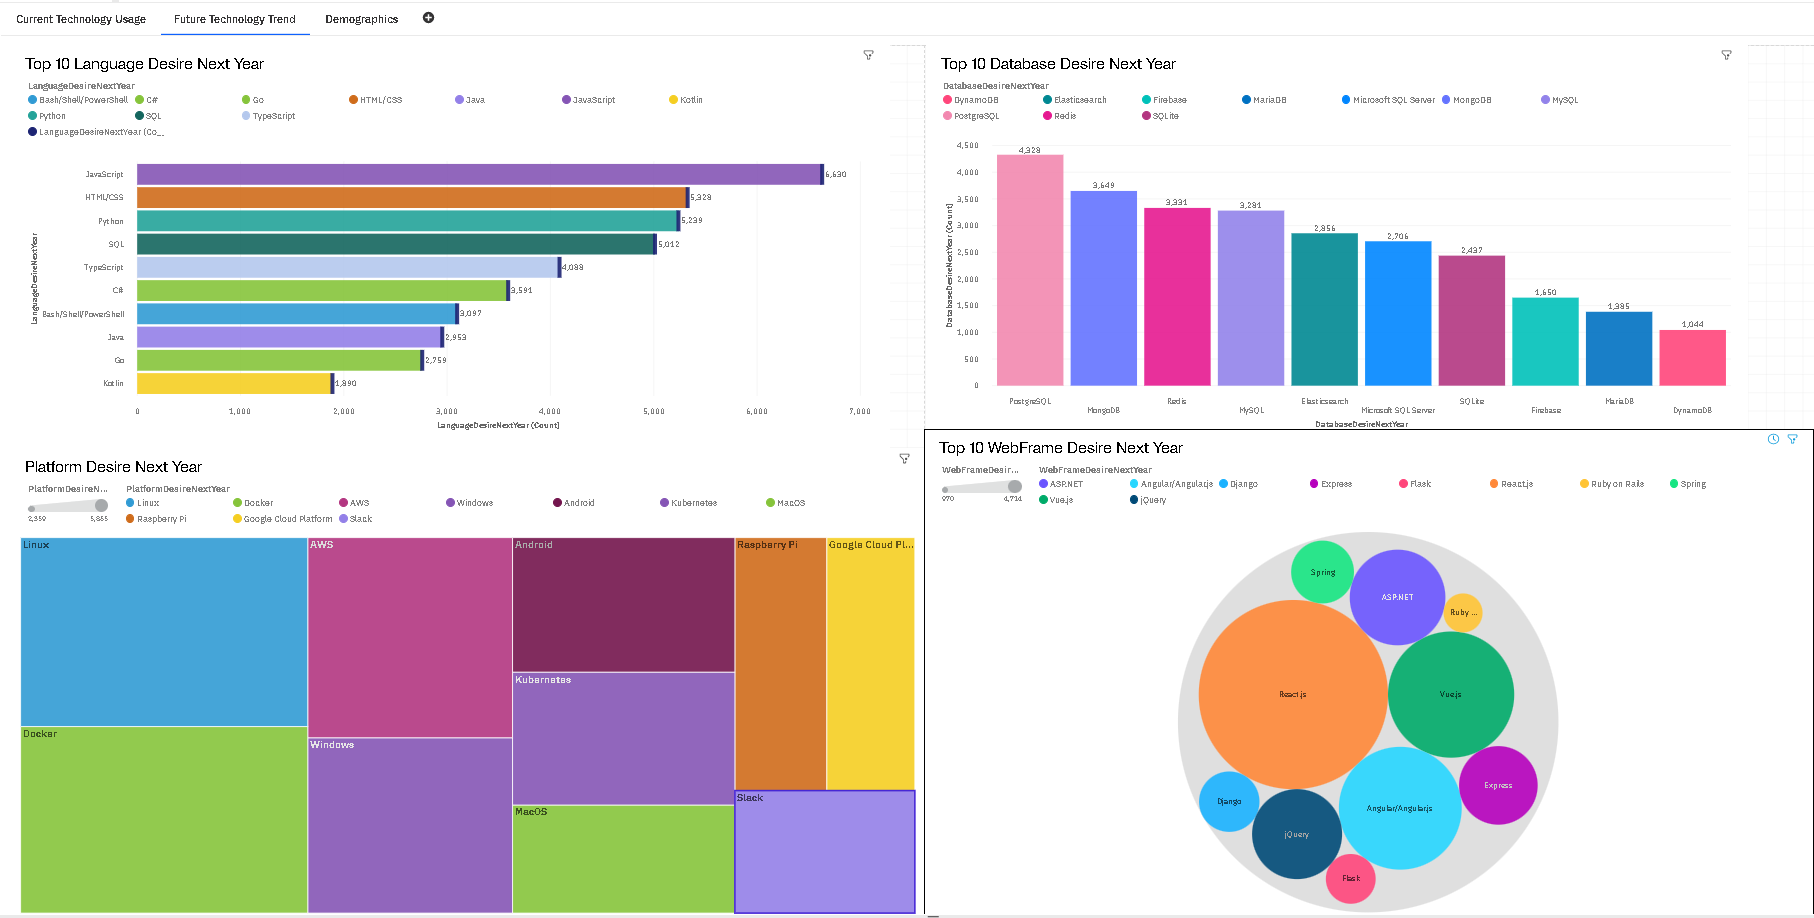 Current Technology Usage Future Technology Trend Demographics
Top 10 Language Desire Next Year
LanguageDesireNextYear
Bash/Shell/PowerShell C# Go HTML/CSS Java JavaScript Kotlin
Python SQL TypeScript
LanguageDesireNextYear (Co...
LanguageDesireNextYear
JavaScript 6,630
HTML/CSS 5,328
Python 5,239
SQL 5,012
TypeScript 4,088
C# 3,591
Bash/Shell/PowerShell 3,097
Java 2,953
Go 2,759
Kotlin 1,890
0 1,000 2,000 3,000 4,000 5,000 6,000 7,000
LanguageDesireNextYear (Count)
Top 10 Database Desire Next Year
DatabaseDesireNextYear
DynamoDB Elasticsearch Firebase MariaDB Microsoft SQL Server MongoDB MySQL
PostgreSQL Redis SQLite
DatabaseDesireNextYear (Count)
4,500
4,000
3,500
3,000
2,500
2,000
1,500
1,000
500
0
4,328 3,649 3,331 3,281 2,856 2,706 2,437 1,650 1,385 1,044
PostgreSQL MongoDB Redis MySQL Elasticsearch Microsoft SQL Server SQLite Firebase MariaDB DynamoDB
DatabaseDesireNextYear
Platform Desire Next Year
PlatformDesireN... PlatformDesireNextYear
Linux Docker AWS Windows Android Kubernetes MacOS
Raspberry Pi Google Cloud Platform Slack
Linux AWS Android Raspberry Pi Google Cloud Pl...
Kubernetes
Docker Windows
Slack
MacOS
Top 10 WebFrame Desire Next Year
WebFrameDesir... WebFrameDesireNextYear
ASP.NET Angular/Angular.js Django Express Flask React.js Ruby on Rails Spring
970 4,714
Vue.js jQuery
Spring
ASP.NET
Ruby ...
React.js Vue.js
Express
Django
Angular/Angular.js
jQuery
Flask